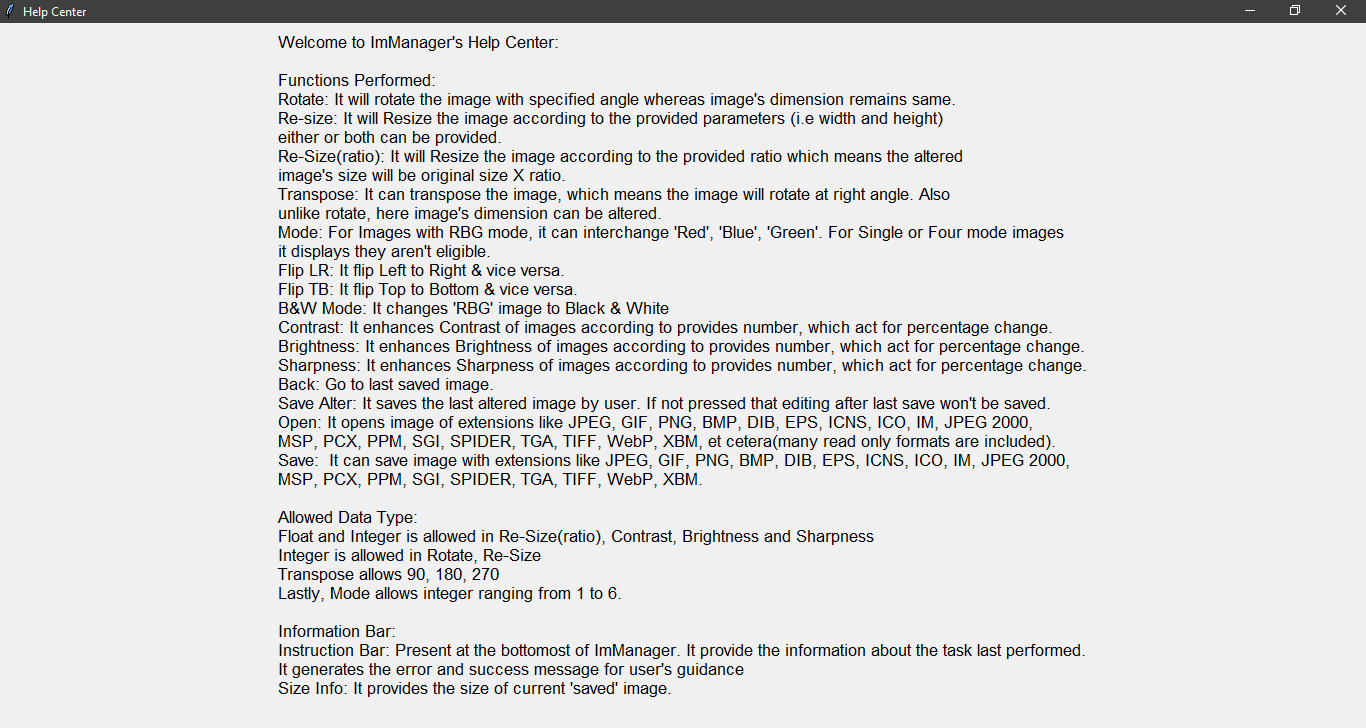 Help Center
Welcome to ImManager's Help Center:
Functions Performed:
Rotate: It will rotate the image with specified angle whereas image's dimension remains same.
Re-size: It will Resize the image according to the provided parameters (i.e width and height)
either or both can be provided.
Re-Size(ratio): It will Resize the image according to the provided ratio which means the altered
image's size will be original size X ratio.
Transpose: It can transpose the image, which means the image will rotate at right angle. Also
unlike rotate, here image's dimension can be altered.
Mode: For Images with RBG mode, it can interchange 'Red', 'Blue', 'Green'. For Single or Four mode images
it displays they aren't eligible.
Flip LR: It flip Left to Right & vice versa.
Flip TB: It flip Top to Bottom & vice versa.
B&W Mode: It changes 'RBG' image to Black & White
Contrast: It enhances Contrast of images according to provides number, which act for percentage change.
Brightness: It enhances Brightness of images according to provides number, which act for percentage change.
Sharpness: It enhances Sharpness of images according to provides number, which act for percentage change.
Back: Go to last saved image.
Save Alter: It saves the last altered image by user. If not pressed that editing after last save won't be saved.
Open: It opens image of extensions like JPEG, GIF, PNG, BMP, DIB, EPS, ICNS, ICO, IM, JPEG 2000,
MSP, PCX, PPM, SGI, SPIDER, TGA, TIFF, WebP, XBM, et cetera(many read only formats are included).
Save:  It can save image with extensions like JPEG, GIF, PNG, BMP, DIB, EPS, ICNS, ICO, IM, JPEG 2000,
MSP, PCX, PPM, SGI, SPIDER, TGA, TIFF, WebP, XBM.
Allowed Data Type:
Float and Integer is allowed in Re-Size(ratio), Contrast, Brightness and Sharpness
Integer is allowed in Rotate, Re-Size
Transpose allows 90, 180, 270
Lastly, Mode allows integer ranging from 1 to 6.
Information Bar:
Instruction Bar: Present at the bottomost of ImManager. It provide the information about the task last performed.
It generates the error and success message for user's guidance
Size Info: It provides the size of current 'saved' image.